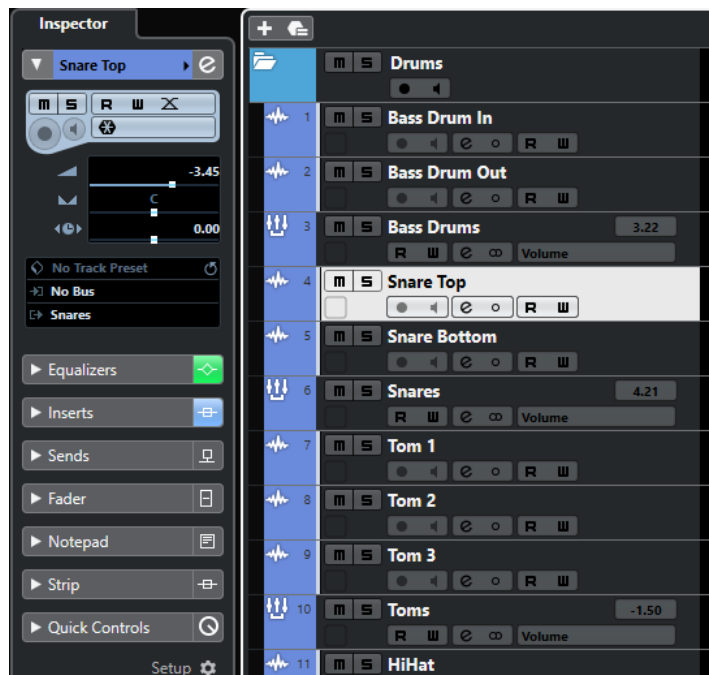 Inspector
Snare Top
m S R W
-3.45
C
0.00
No Track Preset
No Bus
Snares
Equalizers
Inserts
Sends
Fader
Notepad
Strip
Quick Controls
Setup
m S Drums
1 m S Bass Drum In
e R W
2 m S Bass Drum Out
e R W
3 m S Bass Drums 3.22
R W e Volume
4 m S Snare Top
e R W
5 m S Snare Bottom
e R W
6 m S Snares 4.21
R W e Volume
7 m S Tom 1
e R W
8 m S Tom 2
e R W
9 m S Tom 3
e R W
10 m S Toms -1.50
R W e Volume
11 m S HiHat